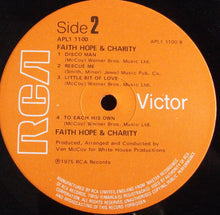 Side 2
APL1 1100
APL1 1100 B
FAITH HOPE & CHARITY
1 DISCO MAN
(McCoy) Warner Bros. Music Ltd.
2 RESCUE ME
(Smith, Miner) Jewel Music Pub. Co.
3 LITTLE BIT OF LOVE
(McCoy) Warner Bros. Music Ltd.
RCA
Victor
4 TO EACH HIS OWN
(McCoy) Warner Bros. Music Ltd.
FAITH HOPE & CHARITY
Produced, Arranged and Conducted by
Van McCoy for White House Productions
℗ 1975 RCA Records